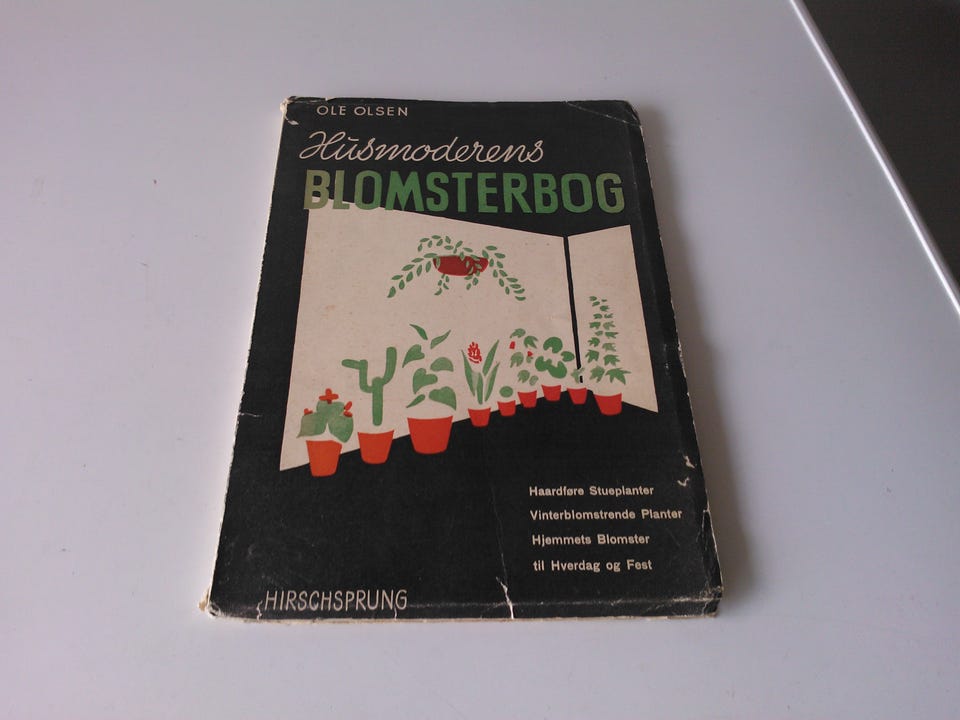 OLE OLSEN
Husmoderens
BLOMSTERBOG
Haardføre Stueplanter
Vinterblomstrende Planter
Hjemmets Blomster
til Hverdag og Fest
HIRSCHSPRUNG